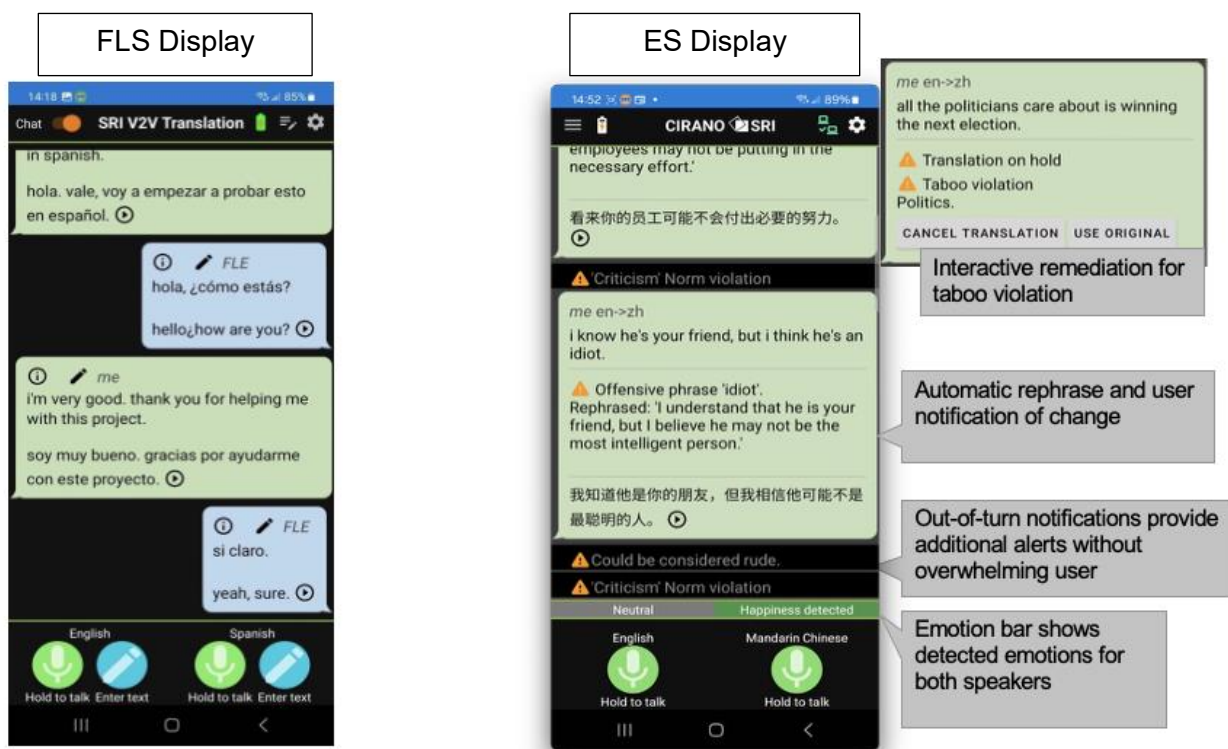 FLS Display
14:18 85%
Chat SRI V2V Translation
in spanish.
hola. vale, voy a empezar a probar esto
en español.
FLE
hola, ¿cómo estás?
hello¿how are you?
me
i'm very good. thank you for helping me
with this project.
soy muy bueno. gracias por ayudarme
con este proyecto.
FLE
si claro.
yeah, sure.
English Spanish
Hold to talk Enter text Hold to talk Enter text
ES Display
14:52 89%
CIRANO SRI
employees may not be putting in the
necessary effort.'
看来你的员工可能不会付出必要的努力。
'Criticism' Norm violation
me en->zh
i know he's your friend, but i think he's an
idiot.
Offensive phrase 'idiot'.
Rephrased: 'I understand that he is your
friend, but I believe he may not be the
most intelligent person.'
我知道他是你的朋友，但我相信他可能不是
最聪明的人。
Could be considered rude.
'Criticism' Norm violation
Neutral Happiness detected
English Mandarin Chinese
Hold to talk Hold to talk
me en->zh
all the politicians care about is winning
the next election.
Translation on hold
Taboo violation
Politics.
CANCEL TRANSLATION USE ORIGINAL
Interactive remediation for
taboo violation
Automatic rephrase and user
notification of change
Out-of-turn notifications provide
additional alerts without
overwhelming user
Emotion bar shows
detected emotions for
both speakers